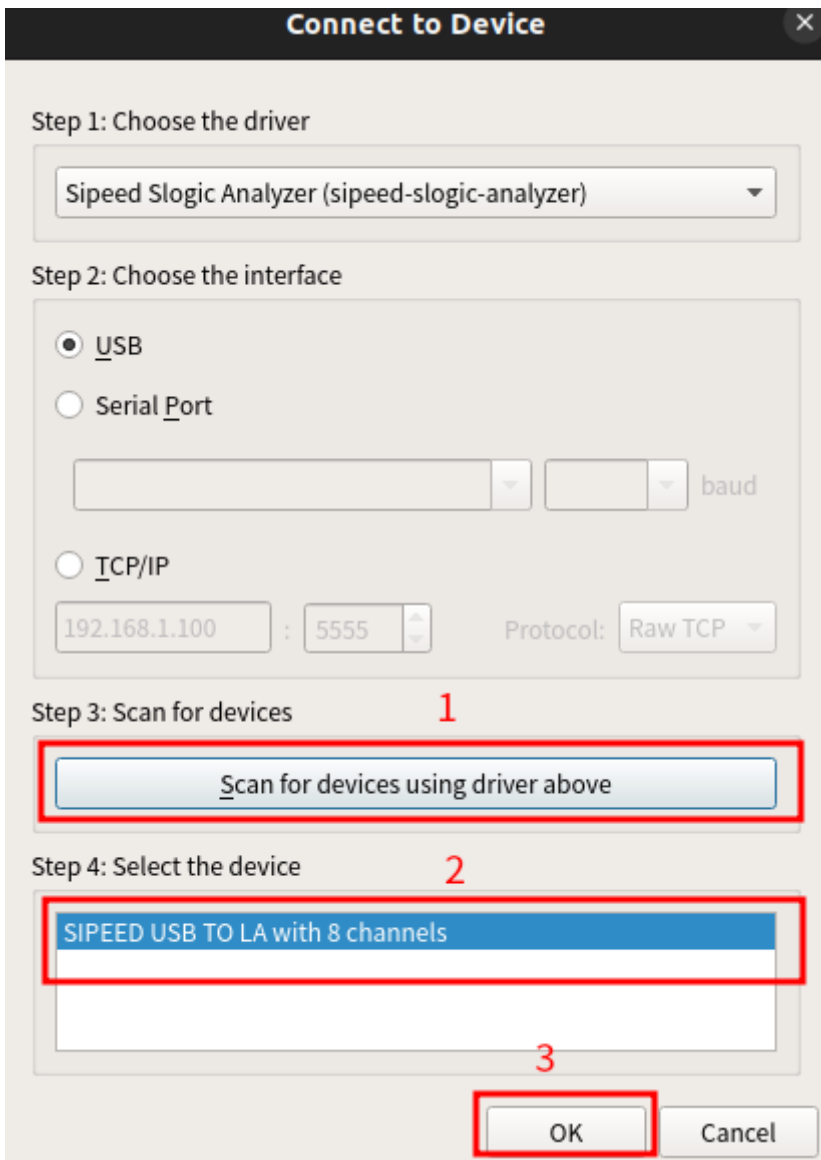 Connect to Device
Step 1: Choose the driver
Sipeed Slogic Analyzer (sipeed-slogic-analyzer)
Step 2: Choose the interface
USB
Serial Port
baud
TCP/IP
192.168.1.100 : 5555 Protocol: Raw TCP
Step 3: Scan for devices 1
Scan for devices using driver above
Step 4: Select the device 2
SIPEED USB TO LA with 8 channels
3
OK Cancel